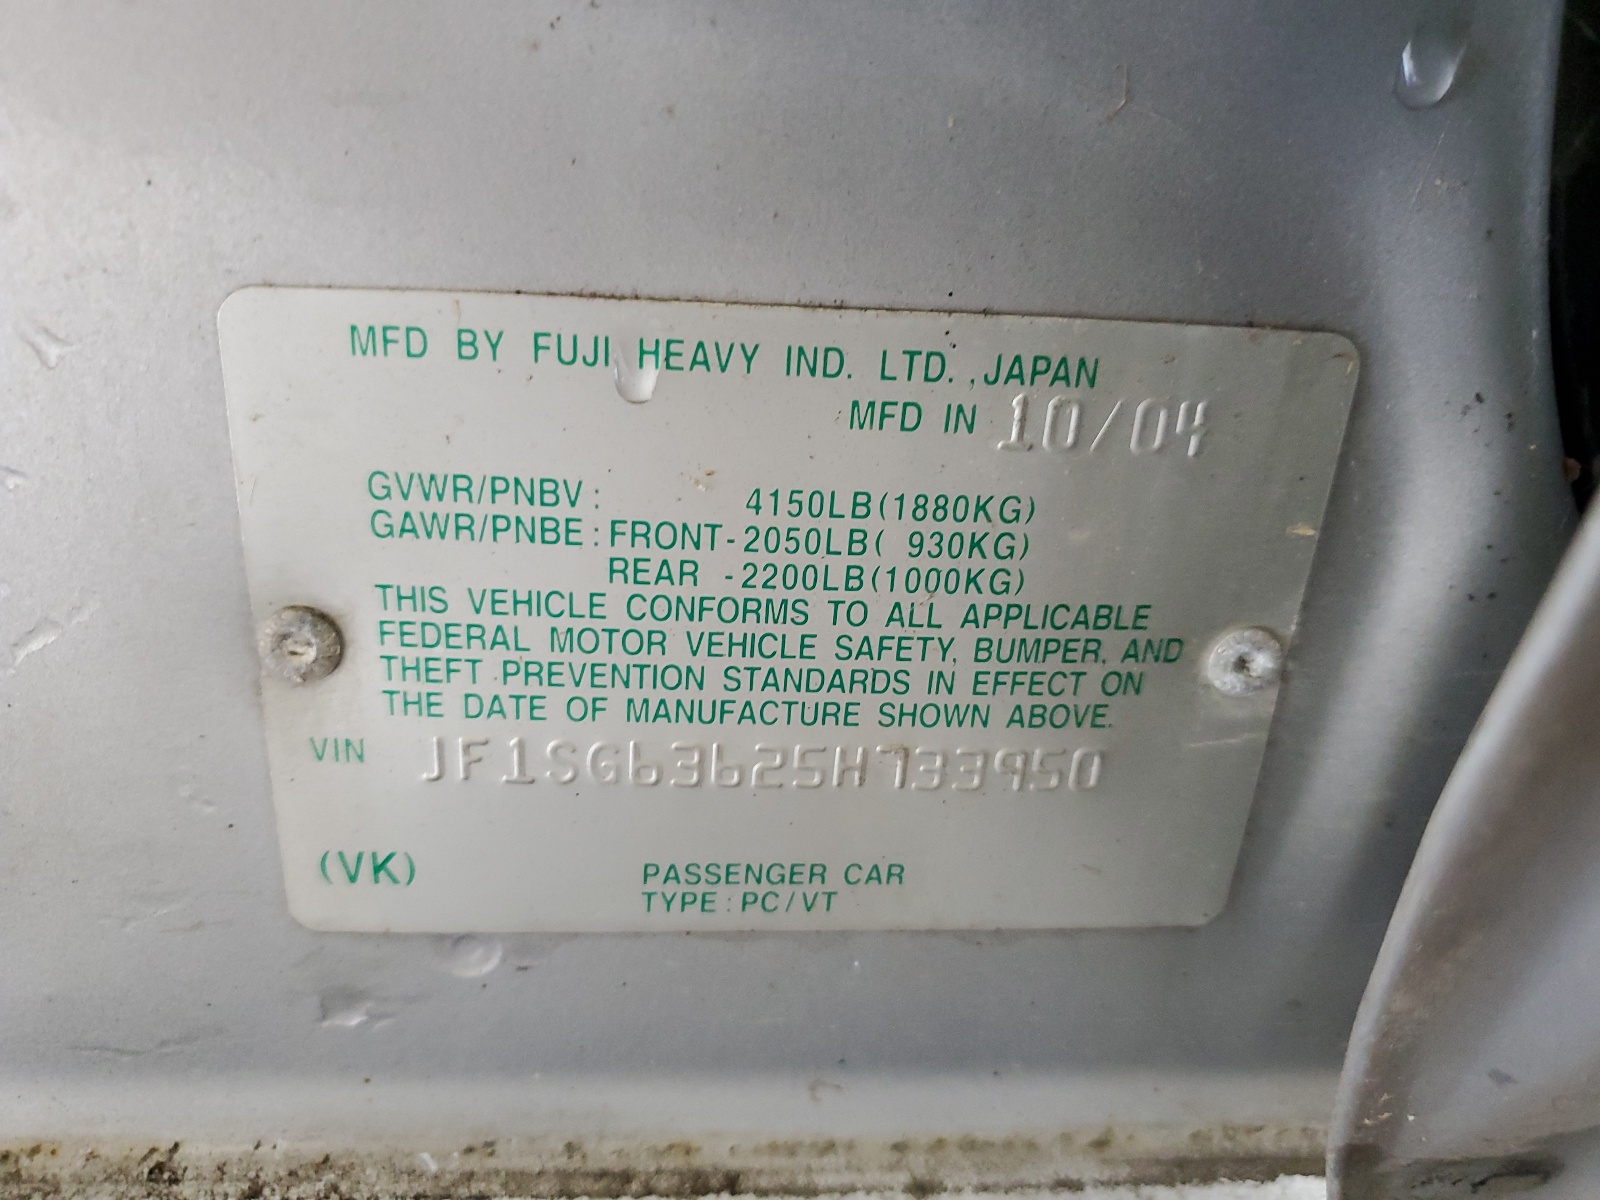 MFD BY FUJI HEAVY IND. LTD., JAPAN
MFD IN 10/04
GVWR/PNBV: 4150LB(1880KG)
GAWR/PNBE: FRONT-2050LB( 930KG)
REAR -2200LB(1000KG)
THIS VEHICLE CONFORMS TO ALL APPLICABLE
FEDERAL MOTOR VEHICLE SAFETY, BUMPER, AND
THEFT PREVENTION STANDARDS IN EFFECT ON
THE DATE OF MANUFACTURE SHOWN ABOVE.
VIN JF1SG63625H733950
(VK) PASSENGER CAR
TYPE: PC/VT